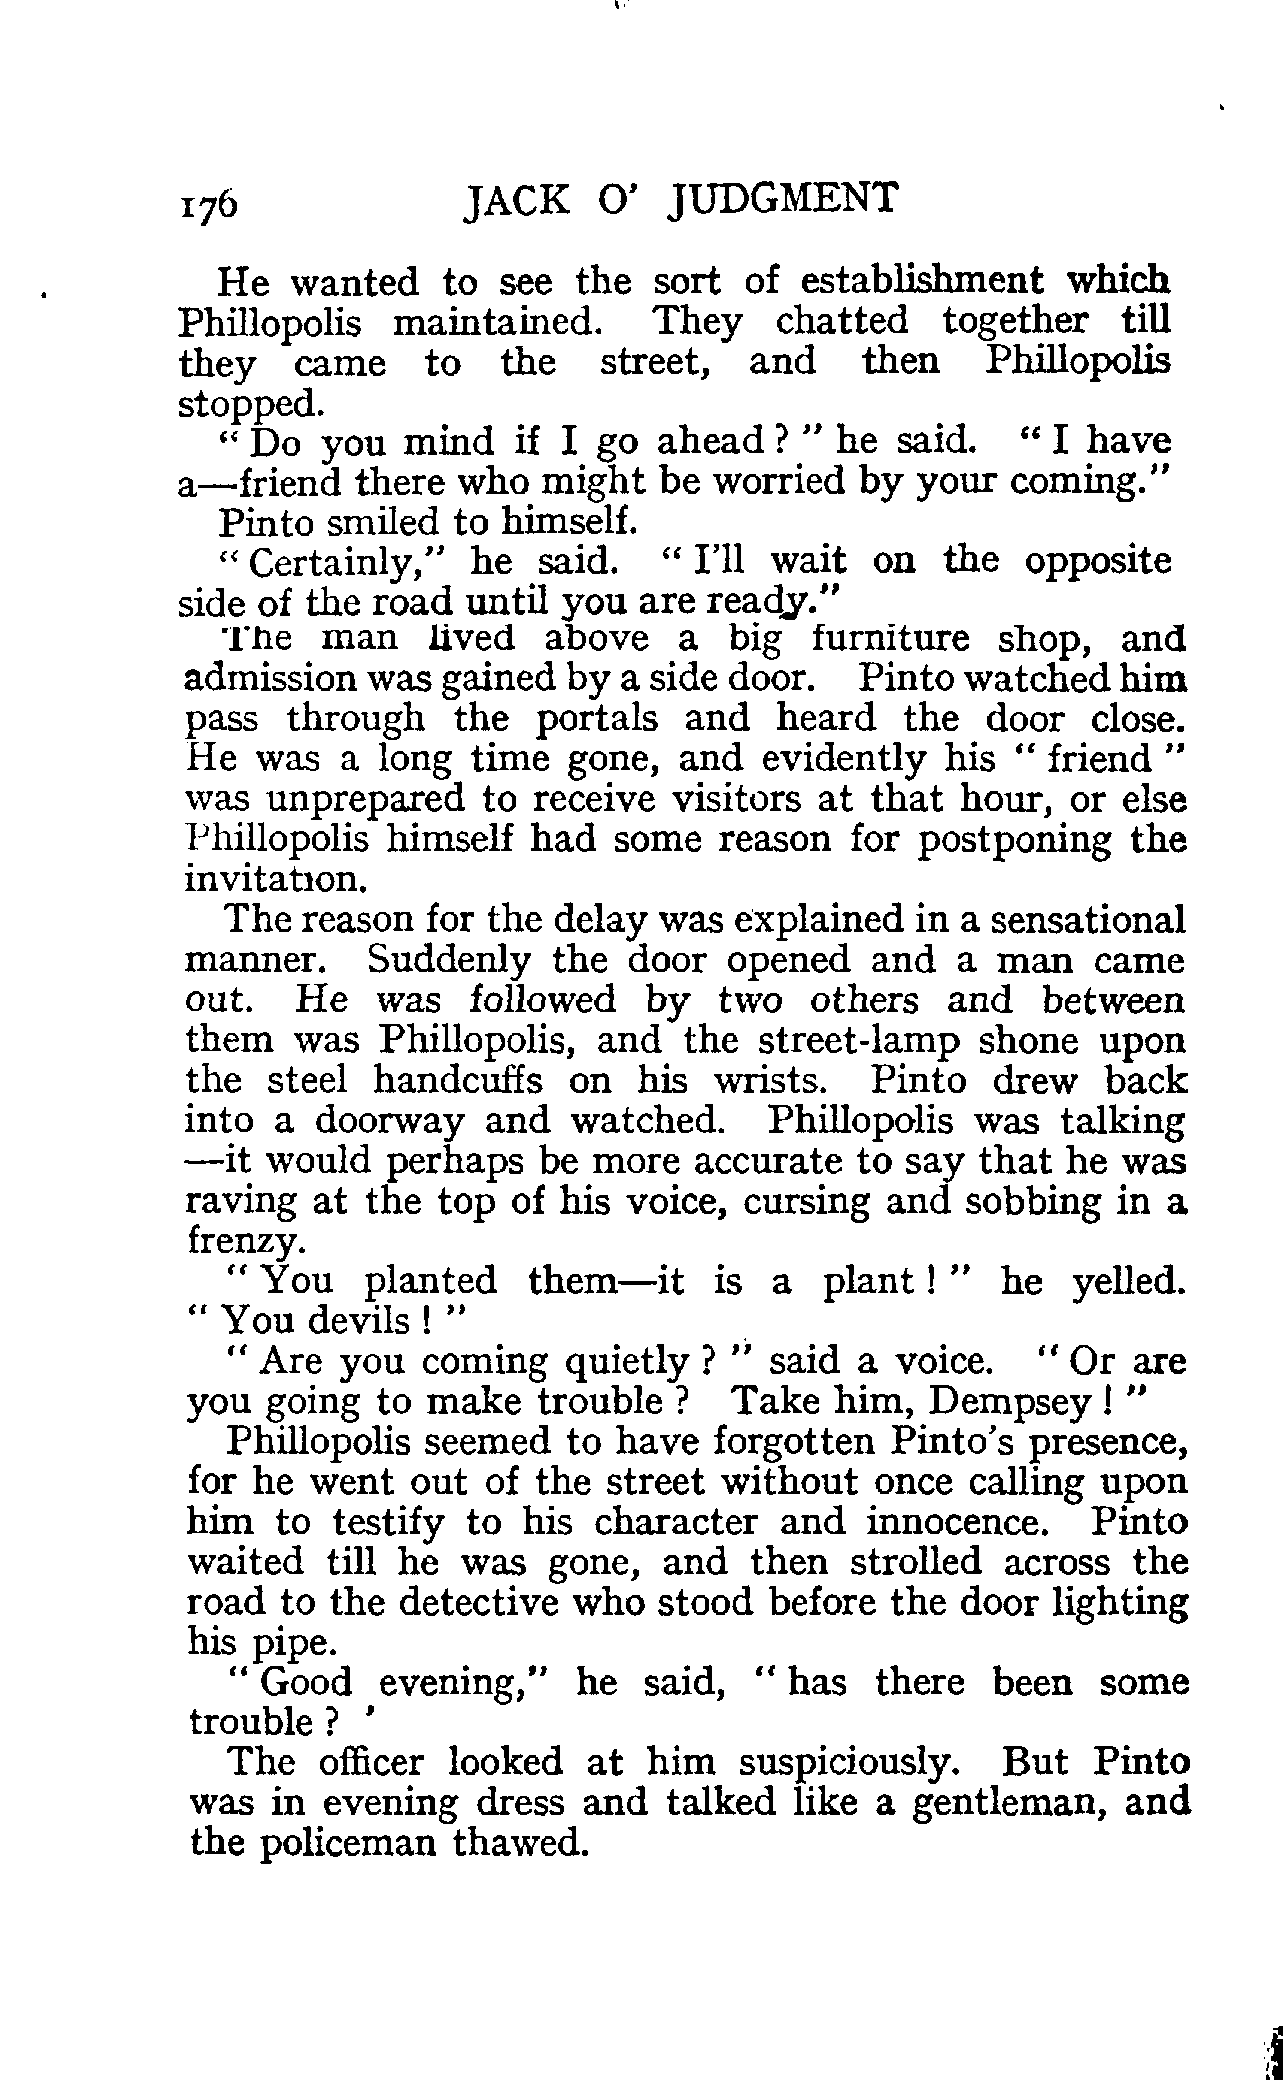 176 JACK O' JUDGMENT
He wanted to see the sort of establishment which
Phillopolis maintained. They chatted together till
they came to the street, and then Phillopolis
stopped.
" Do you mind if I go ahead ? " he said. " I have
a—friend there who might be worried by your coming."
Pinto smiled to himself.
" Certainly," he said. " I'll wait on the opposite
side of the road until you are ready."
The man lived above a big furniture shop, and
admission was gained by a side door. Pinto watched him
pass through the portals and heard the door close.
He was a long time gone, and evidently his " friend "
was unprepared to receive visitors at that hour, or else
Phillopolis himself had some reason for postponing the
invitation.
The reason for the delay was explained in a sensational
manner. Suddenly the door opened and a man came
out. He was followed by two others and between
them was Phillopolis, and the street-lamp shone upon
the steel handcuffs on his wrists. Pinto drew back
into a doorway and watched. Phillopolis was talking
—it would perhaps be more accurate to say that he was
raving at the top of his voice, cursing and sobbing in a
frenzy.
" You planted them—it is a plant ! " he yelled.
" You devils ! "
" Are you coming quietly ? " said a voice. " Or are
you going to make trouble ? Take him, Dempsey ! "
Phillopolis seemed to have forgotten Pinto's presence,
for he went out of the street without once calling upon
him to testify to his character and innocence. Pinto
waited till he was gone, and then strolled across the
road to the detective who stood before the door lighting
his pipe.
" Good evening," he said, " has there been some
trouble ? '
The officer looked at him suspiciously. But Pinto
was in evening dress and talked like a gentleman, and
the policeman thawed.